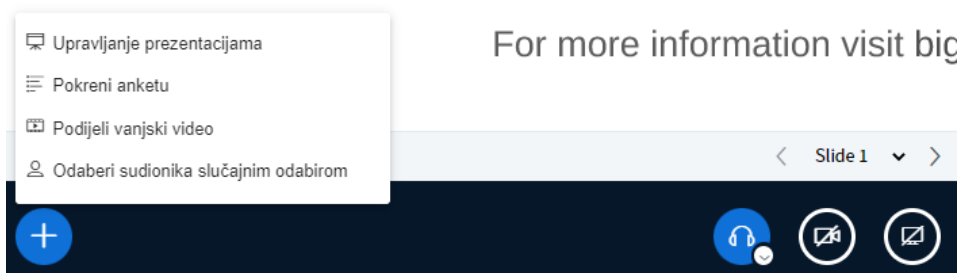 Upravljanje prezentacijama
For more information visit big
Pokreni anketu
Podijeli vanjski video
Odaberi sudionika slučajnim odabirom
Slide 1